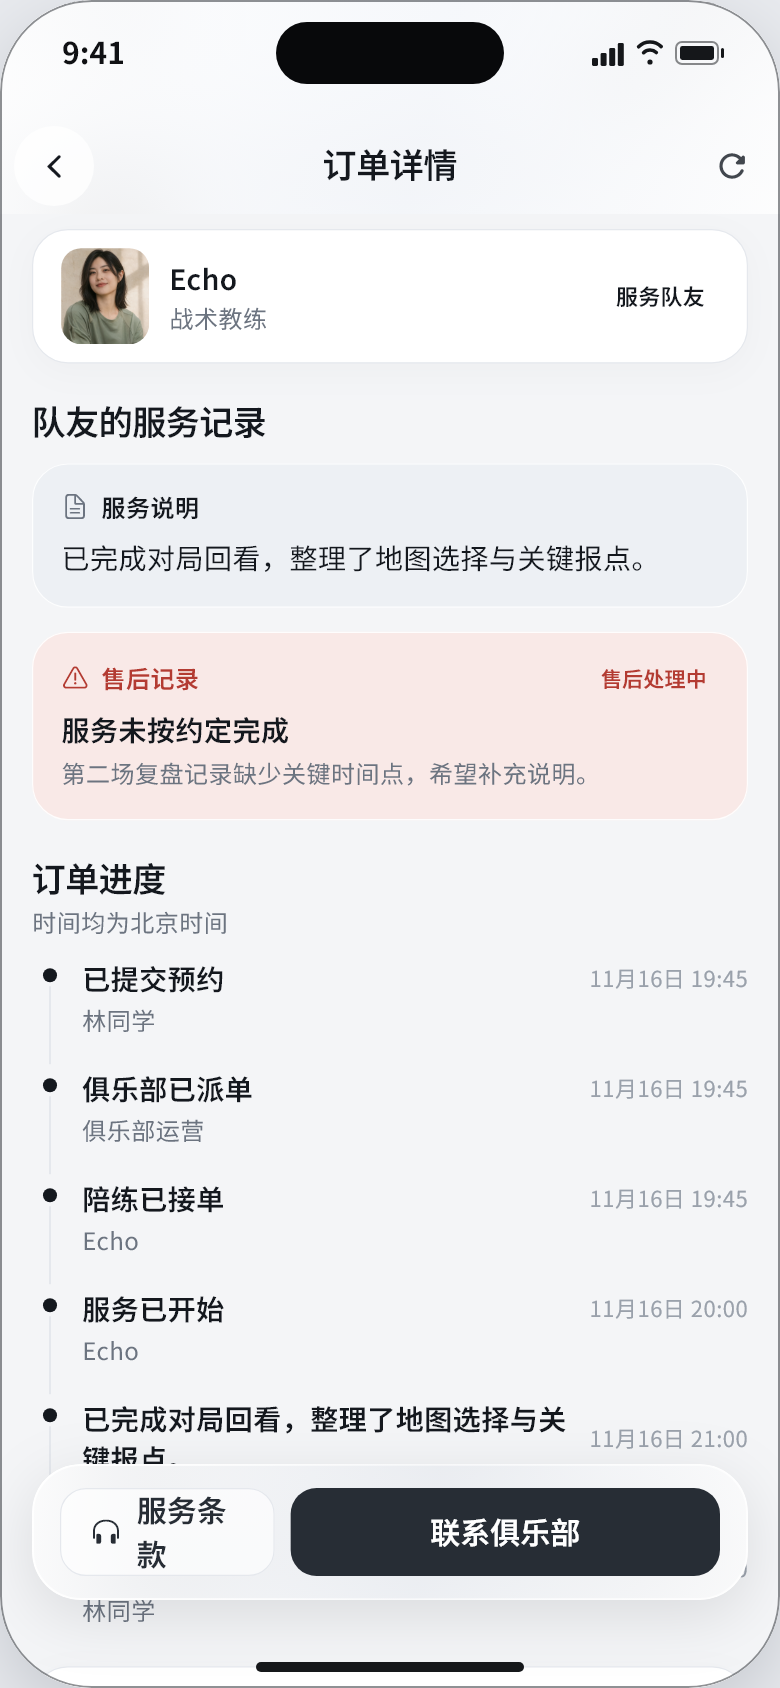 9:41
订单详情
Echo
战术教练
服务队友
队友的服务记录
服务说明
已完成对局回看，整理了地图选择与关键报点。
售后记录
售后处理中
服务未按约定完成
第二场复盘记录缺少关键时间点，希望补充说明。
订单进度
时间均为北京时间
已提交预约
11月16日 19:45
林同学
俱乐部已派单
11月16日 19:45
俱乐部运营
陪练已接单
11月16日 19:45
Echo
服务已开始
11月16日 20:00
Echo
已完成对局回看，整理了地图选择与关
键报点。
11月16日 21:00
服务条
款
联系俱乐部
林同学